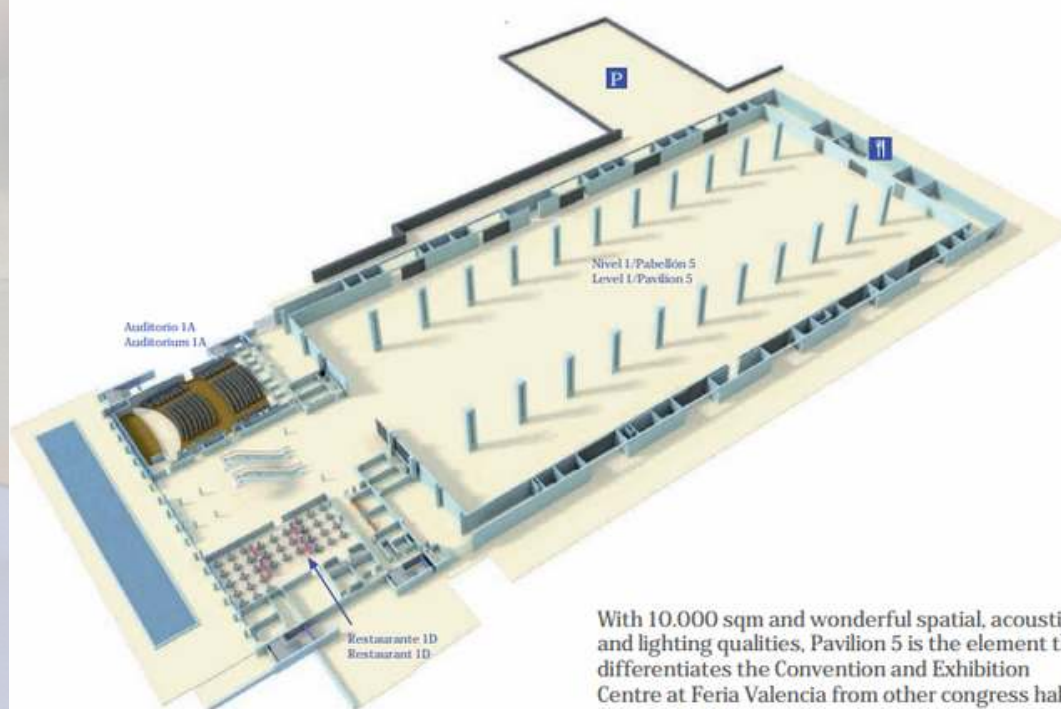 P
Nivel 1/Pabellón 5
Level 1/Pavilion 5
Auditorio 1A
Auditorium 1A
Restaurante 1D
Restaurant 1D
With 10.000 sqm and wonderful spatial, acousti
and lighting qualities, Pavilion 5 is the element t
differentiates the Convention and Exhibition
Centre at Feria Valencia from other congress hal